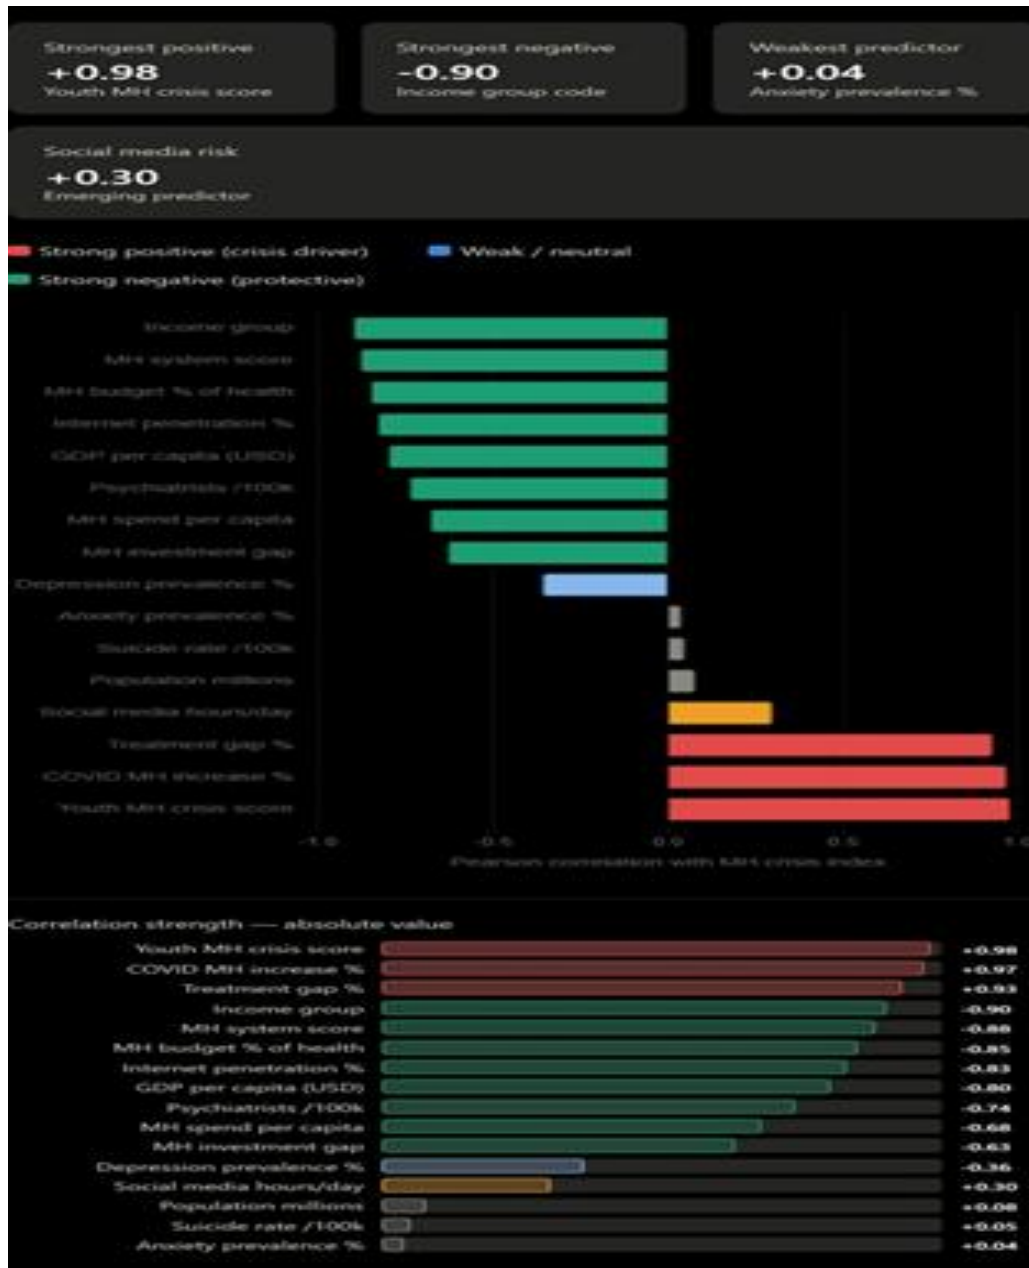 Strongest positive
+0.98
Youth MH crisis score
Strongest negative
-0.90
Income group code
Weakest predictor
+0.04
Anxiety prevalence %
Social media risk
+0.30
Emerging predictor
Strong positive (crisis driver)
Weak / neutral
Strong negative (protective)
Income group
MH system score
MH budget % of health
Internet penetration %
GDP per capita (USD)
Psychiatrists /100k
MH spend per capita
MH investment gap
Depression prevalence %
Anxiety prevalence %
Suicide rate /100k
Population millions
Social media hours/day
Treatment gap %
COVID MH increase %
Youth MH crisis score
-1.0 -0.5 0.0 0.5 1.0
Pearson correlation with MH crisis index
Correlation strength — absolute value
Youth MH crisis score +0.98
COVID MH increase % +0.97
Treatment gap % +0.93
Income group -0.90
MH system score -0.88
MH budget % of health -0.85
Internet penetration % -0.83
GDP per capita (USD) -0.80
Psychiatrists /100k -0.74
MH spend per capita -0.68
MH investment gap -0.63
Depression prevalence % -0.36
Social media hours/day +0.30
Population millions +0.08
Suicide rate /100k +0.05
Anxiety prevalence % +0.04